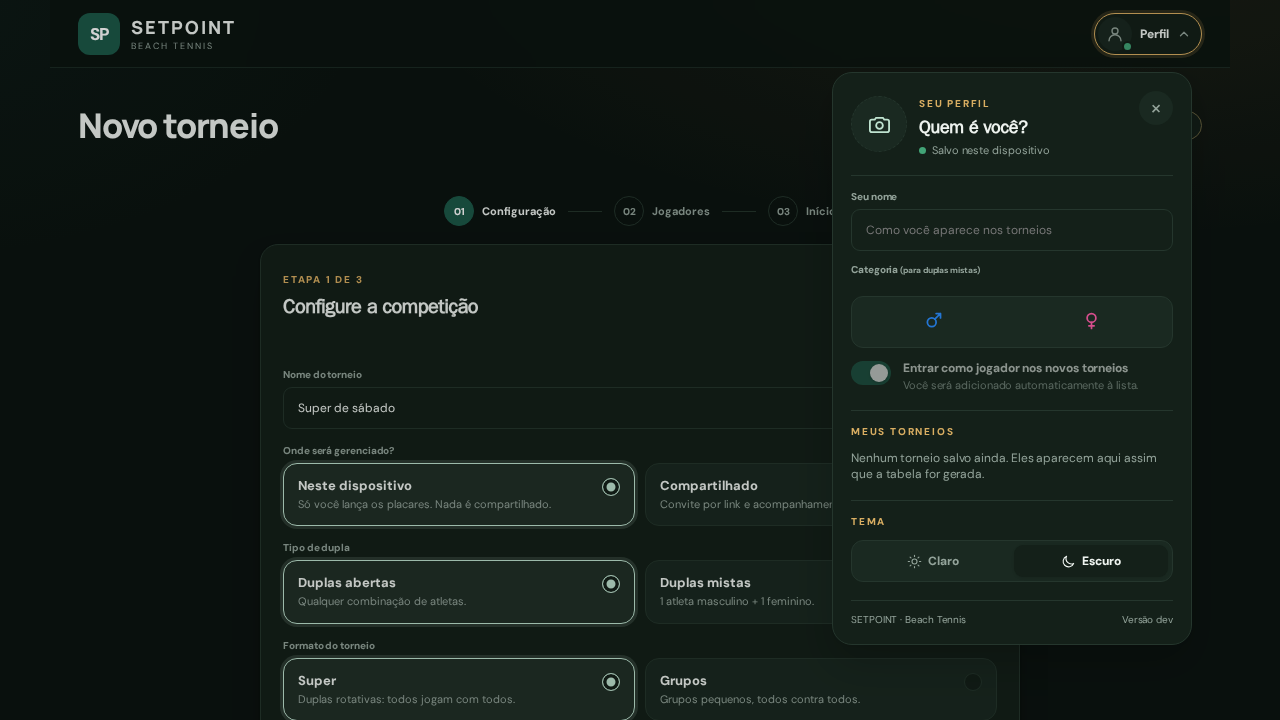 SP
SETPOINT
BEACH TENNIS
Perfil
Novo torneio
01 Configuração
02 Jogadores
03 Início
ETAPA 1 DE 3
Configure a competição
Nome do torneio
Super de sábado
Onde será gerenciado?
Neste dispositivo
Só você lança os placares. Nada é compartilhado.
Compartilhado
Convite por link e
Tipo de dupla
Duplas abertas
Qualquer combinação de atletas.
Duplas mistas
1 atleta masculino + 1 feminino.
Formato do torneio
Super
Duplas rotativas: todos jogam com todos.
Grupos
Grupos pequenos, todos contra todos.
SEU PERFIL
Quem é você?
Salvo neste dispositivo
Seu nome
Como você aparece nos torneios
Categoria (para duplas mistas)
♂ ♀
Entrar como jogador nos novos torneios
Você será adicionado automaticamente à lista.
MEUS TORNEIOS
Nenhum torneio salvo ainda. Eles aparecem aqui assim
que a tabela for gerada.
TEMA
Claro
Escuro
SETPOINT · Beach Tennis
Versão dev